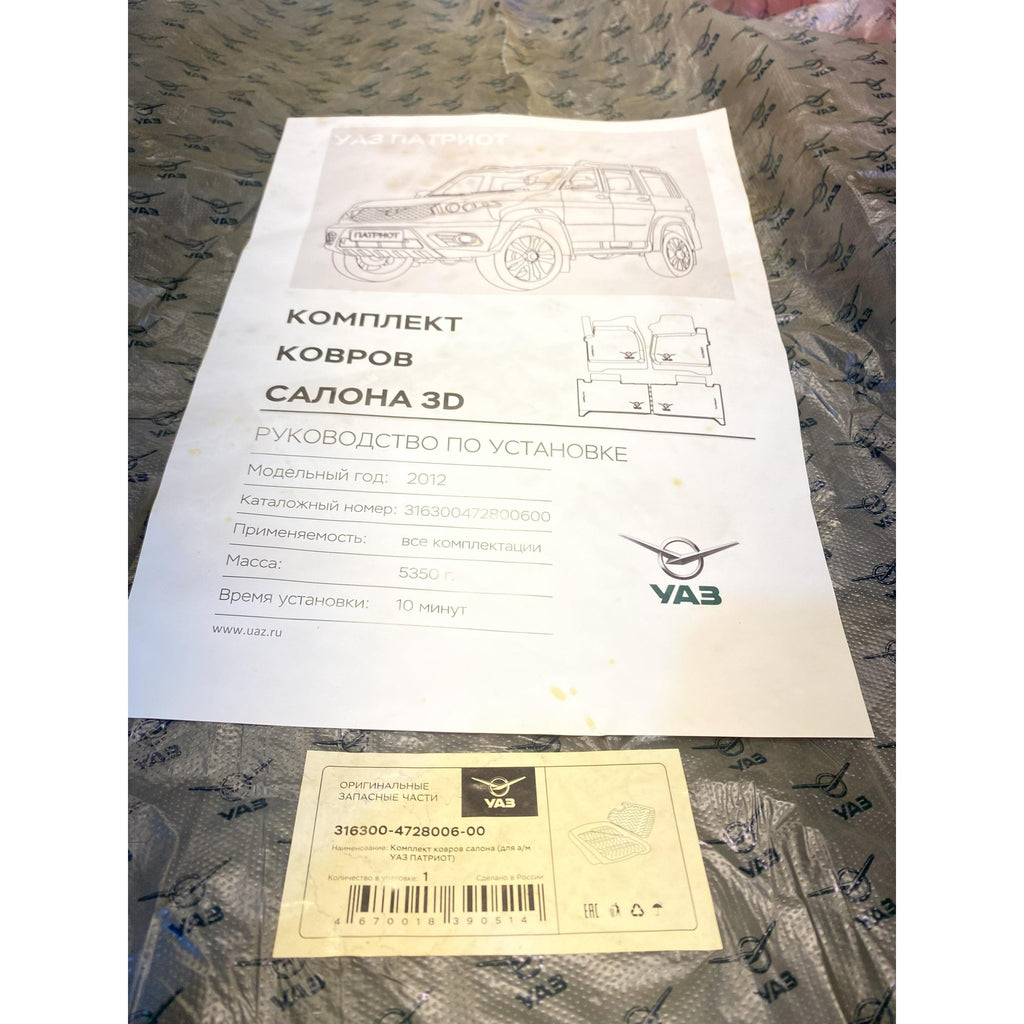 УАЗ ПАТРИОТ
ПАТРИОТ
КОМПЛЕКТ
КОВРОВ
САЛОНА 3D
РУКОВОДСТВО ПО УСТАНОВКЕ
Модельный год: 2012
Каталожный номер: 316300472800600
Применяемость: все комплектации
Масса: 5350 г.
Время установки: 10 минут
www.uaz.ru
УАЗ
ОРИГИНАЛЬНЫЕ
ЗАПАСНЫЕ ЧАСТИ
УАЗ
316300-4728006-00
Наименование: Комплект ковров салона (для а/м
УАЗ ПАТРИОТ)
Количество в упаковке: 1 Сделано в России
4 670018 390514
EAC